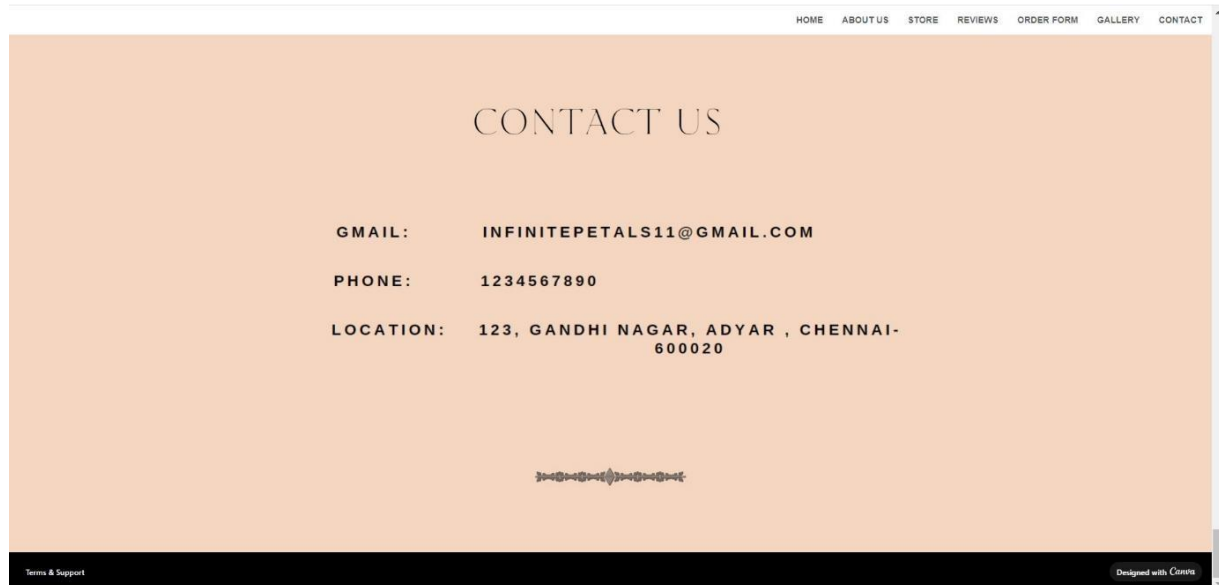 HOME ABOUT US STORE REVIEWS ORDER FORM GALLERY CONTACT
CONTACT US
GMAIL: INFINITEPETALS11@GMAIL.COM
PHONE: 1234567890
LOCATION: 123, GANDHI NAGAR, ADYAR , CHENNAI-
600020
Terms & Support Designed with Canva